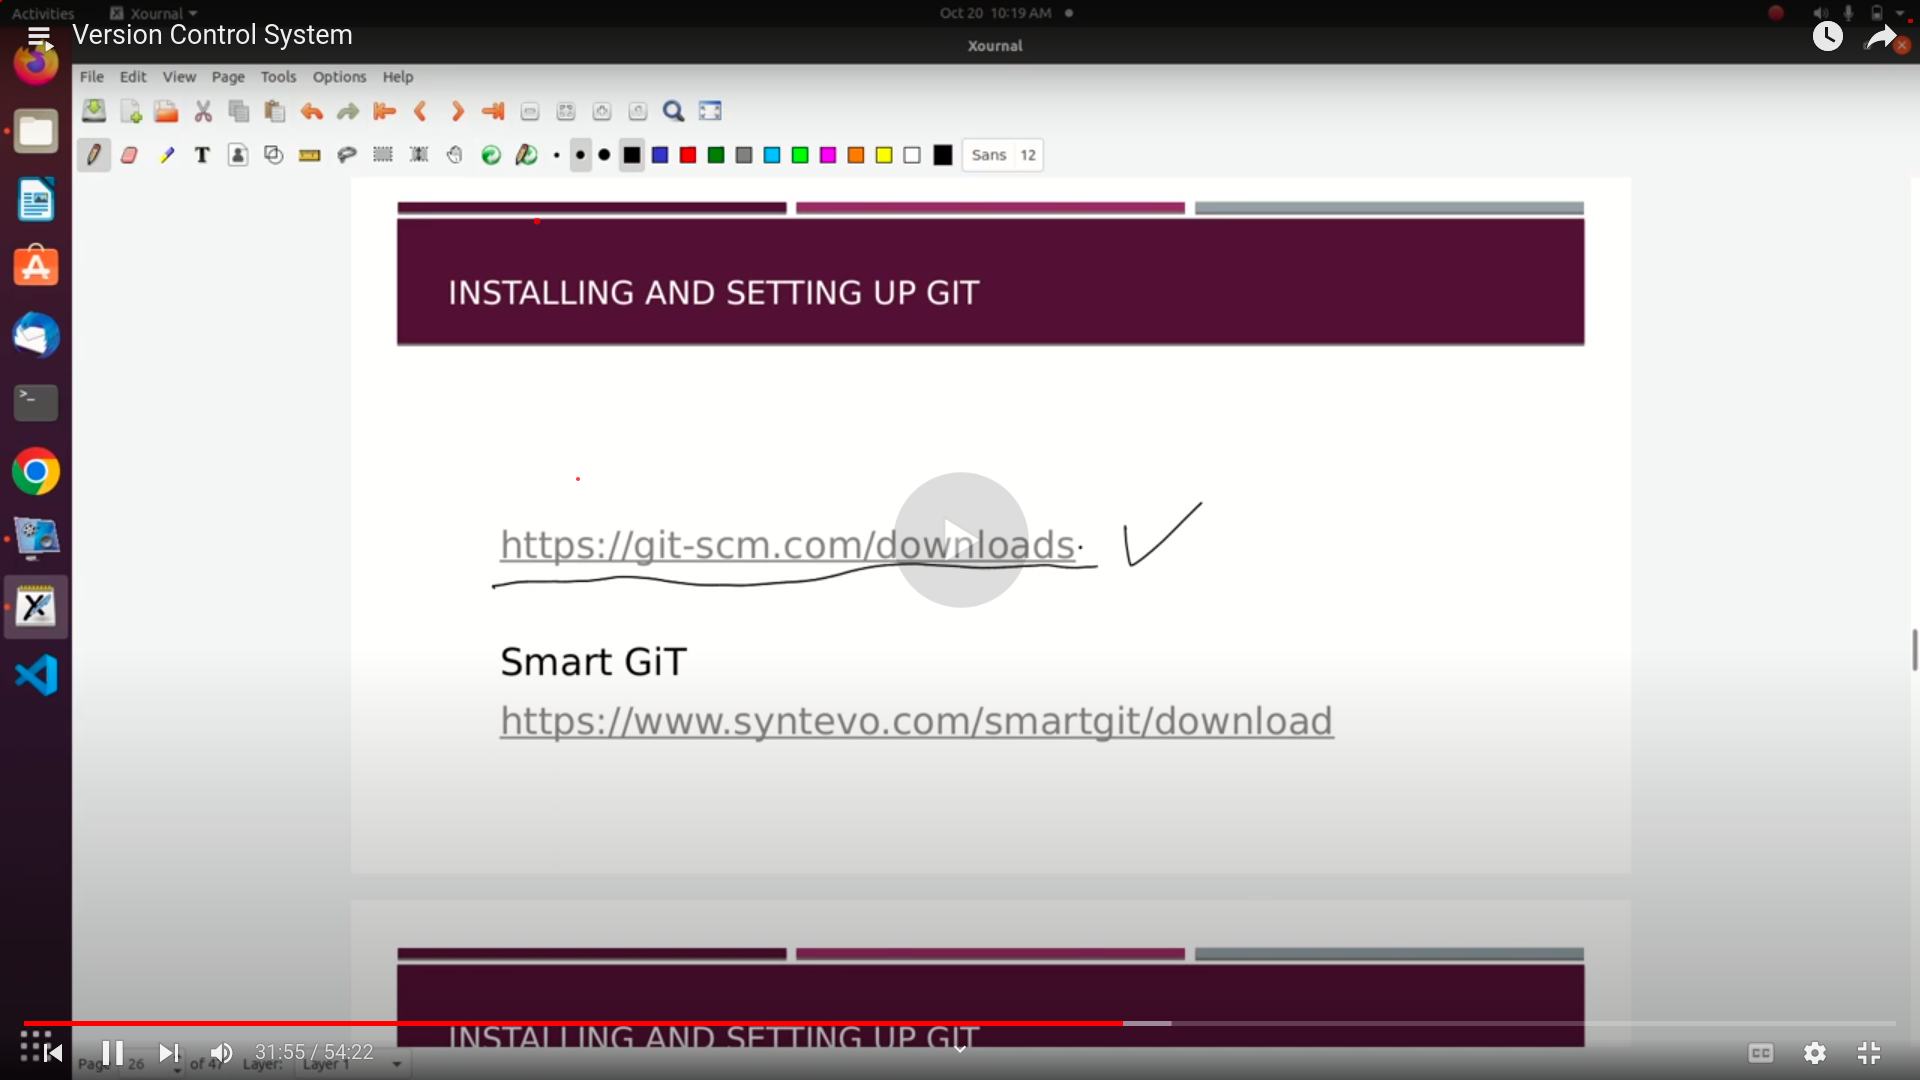 Activities Xournal Oct 20 10:19 AM
Version Control System
Xournal
File Edit View Page Tools Options Help
T Sans 12
INSTALLING AND SETTING UP GIT
https://git-scm.com/downloads
Smart GiT
https://www.syntevo.com/smartgit/download
INSTALLING AND SETTING UP GIT
31:55 / 54:22 CC
Page 26 of 47 Layer: Layer 1